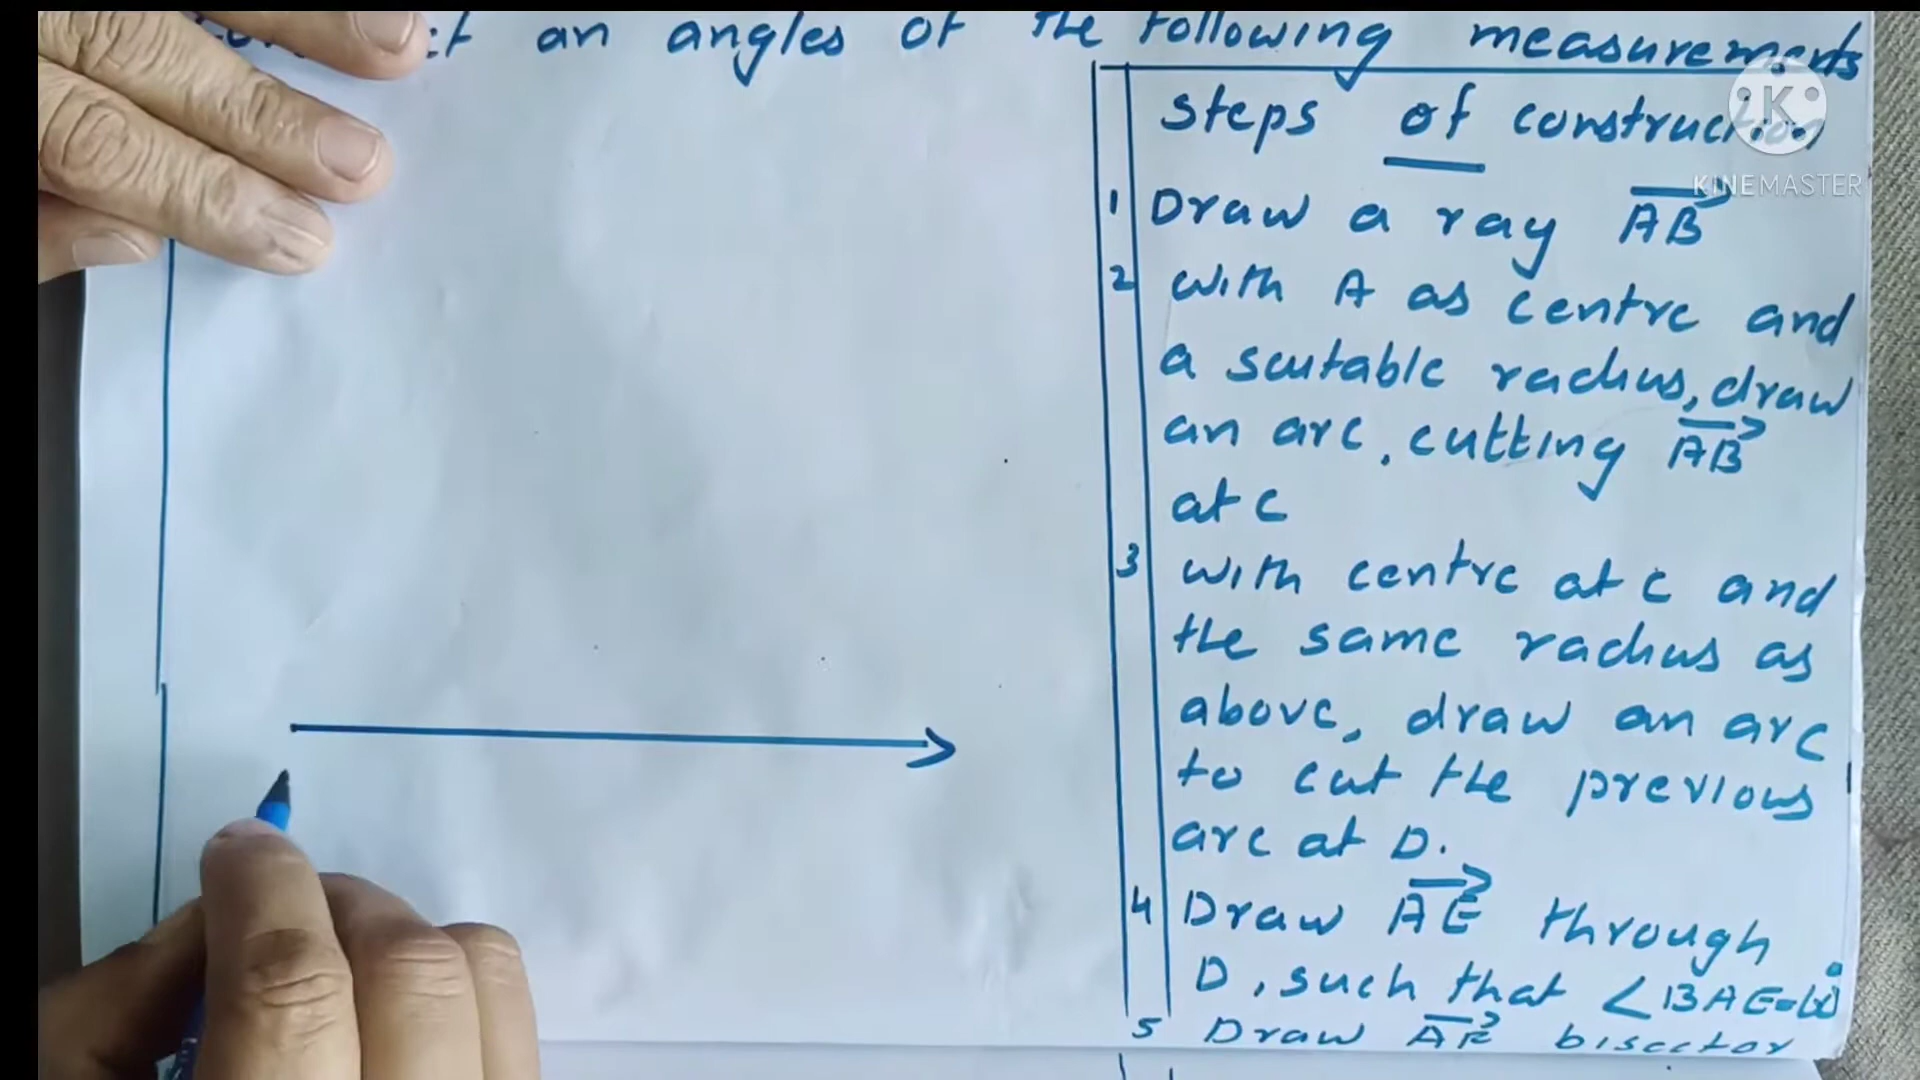 an angles of the following measurements
steps of construction
KINEMASTER
1 Draw a ray AB
2 with A as centre and
a suitable radius, draw
an arc, cutting AB
at C
3 with centre at C and
the same radius as
above, draw an arc
to cut the previous
arc at D.
4 Draw AE through
D, such that ∠BAE=
5 Draw bisector